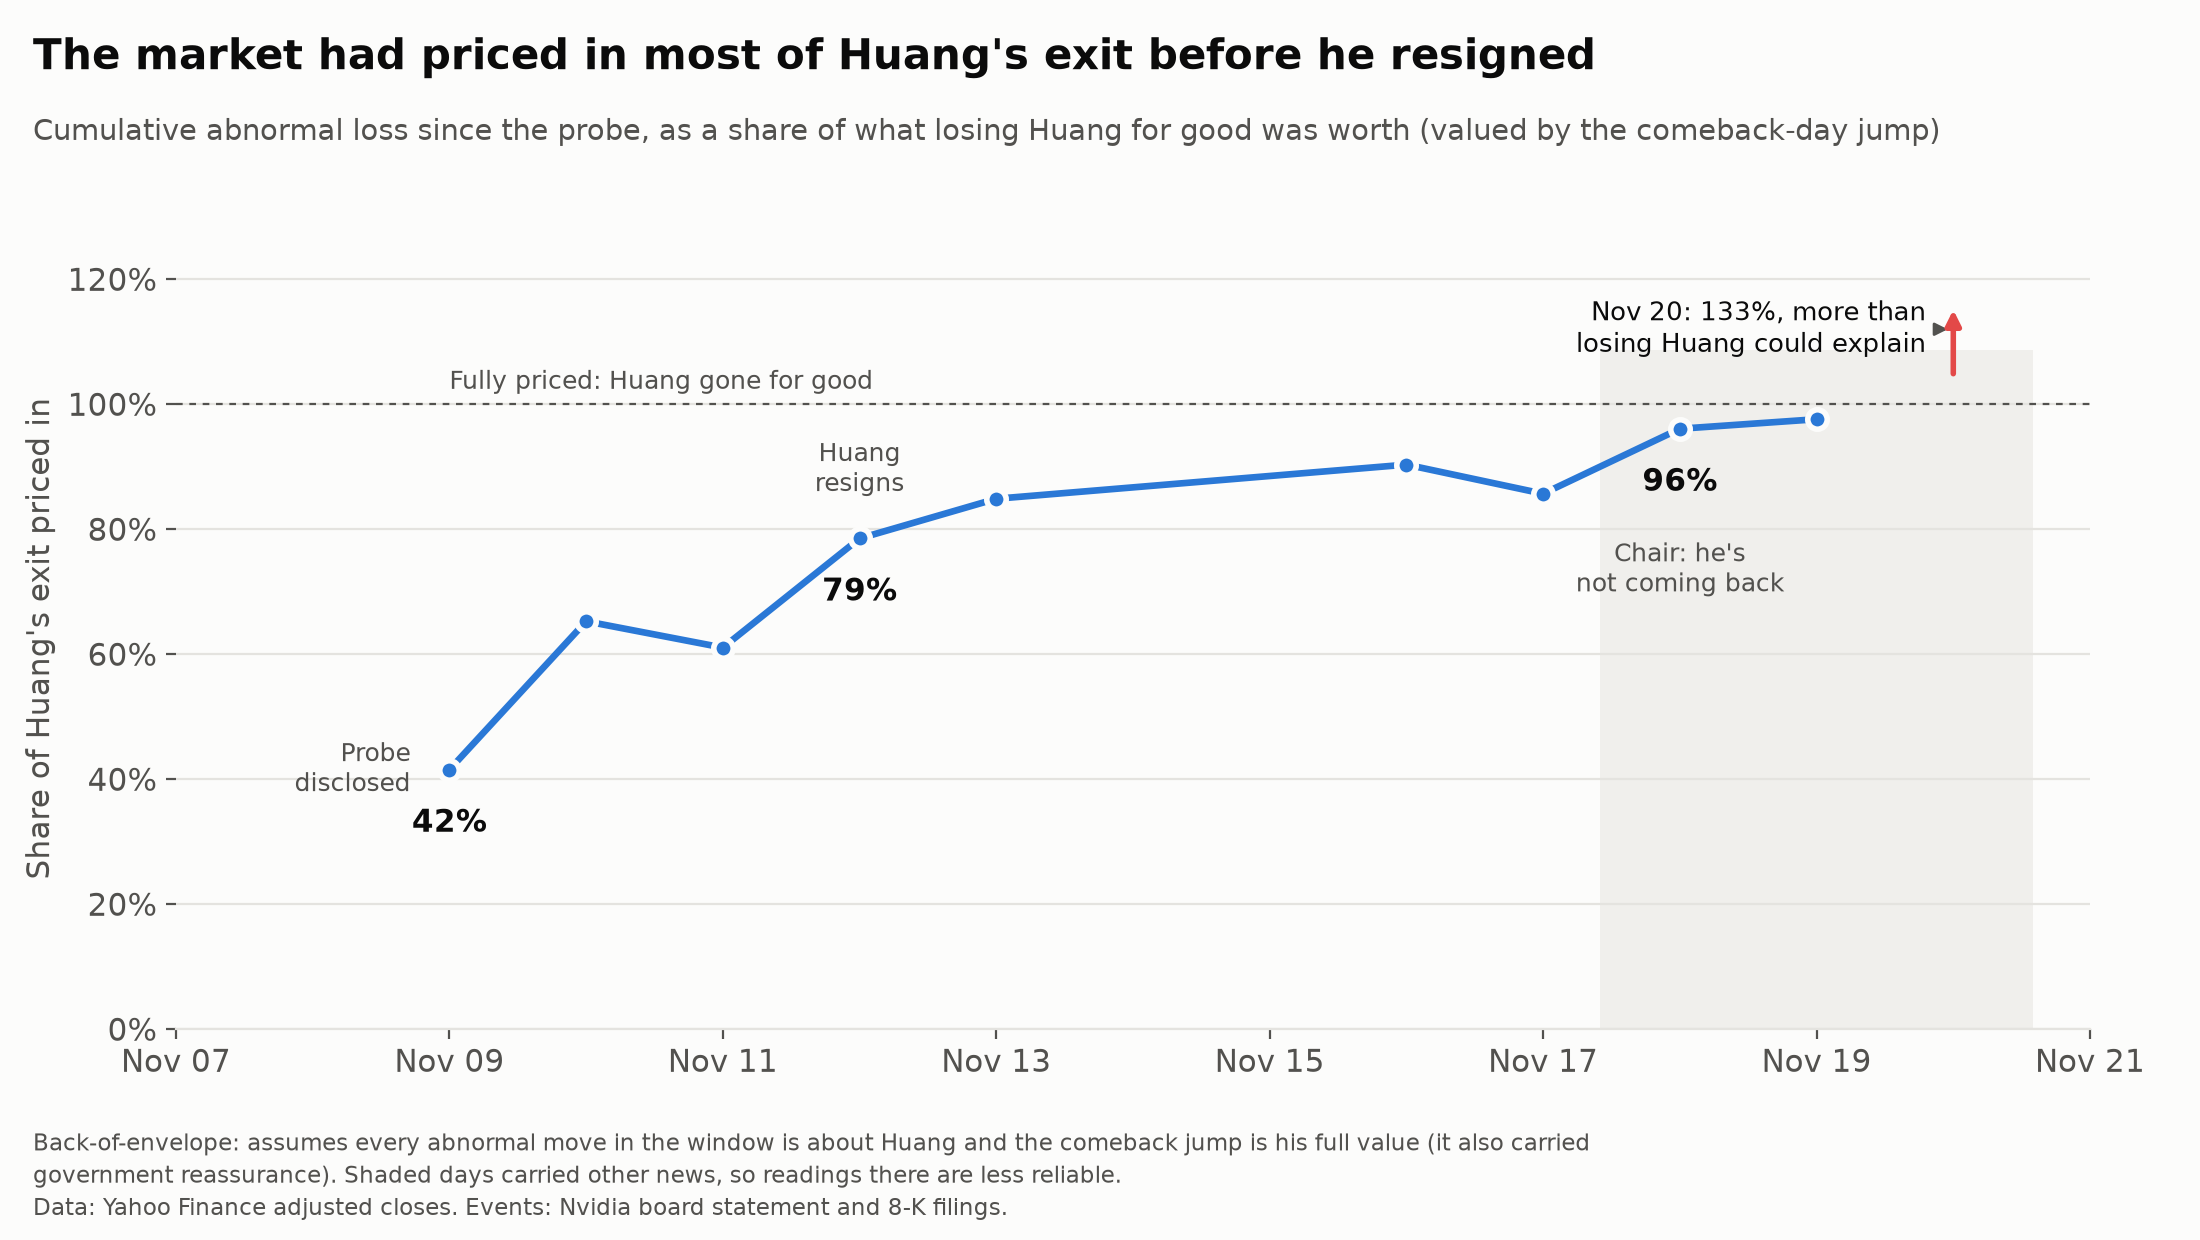 The market had priced in most of Huang's exit before he resigned
Cumulative abnormal loss since the probe, as a share of what losing Huang for good was worth (valued by the comeback-day jump)
Share of Huang's exit priced in
120%
100%
80%
60%
40%
20%
0%
Nov 20: 133%, more than
losing Huang could explain
Fully priced: Huang gone for good
Huang
resigns
96%
79%
Chair: he's
not coming back
Probe
disclosed
42%
Nov 07
Nov 09
Nov 11
Nov 13
Nov 15
Nov 17
Nov 19
Nov 21
Back-of-envelope: assumes every abnormal move in the window is about Huang and the comeback jump is his full value (it also carried
government reassurance). Shaded days carried other news, so readings there are less reliable.
Data: Yahoo Finance adjusted closes. Events: Nvidia board statement and 8-K filings.